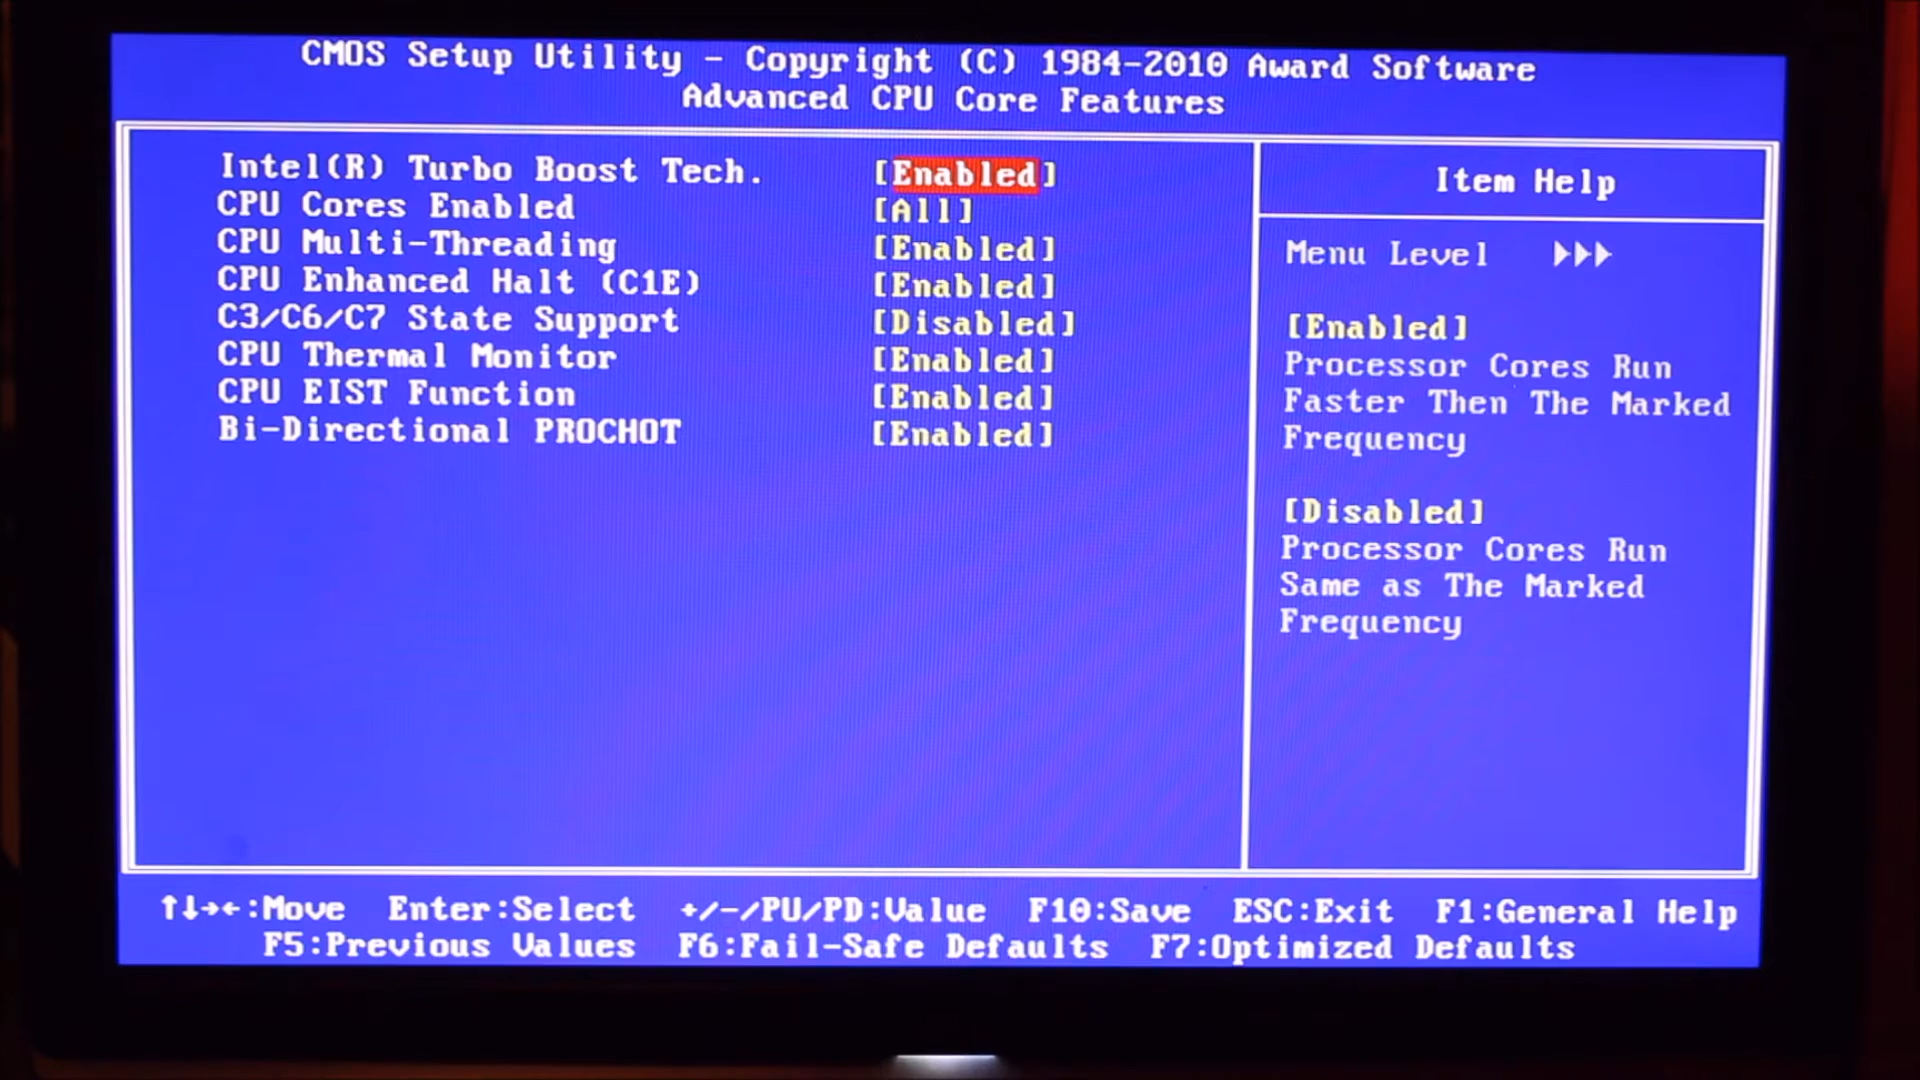 CMOS Setup Utility - Copyright (C) 1984-2010 Award Software
Advanced CPU Core Features
Intel(R) Turbo Boost Tech. [Enabled]
CPU Cores Enabled [All]
CPU Multi-Threading [Enabled]
CPU Enhanced Halt (C1E) [Enabled]
C3/C6/C7 State Support [Disabled]
CPU Thermal Monitor [Enabled]
CPU EIST Function [Enabled]
Bi-Directional PROCHOT [Enabled]
Item Help
Menu Level ▶▶▶
[Enabled]
Processor Cores Run
Faster Then The Marked
Frequency
[Disabled]
Processor Cores Run
Same as The Marked
Frequency
↑↓→←:Move Enter:Select +/-/PU/PD:Value F10:Save ESC:Exit F1:General Help
F5:Previous Values F6:Fail-Safe Defaults F7:Optimized Defaults